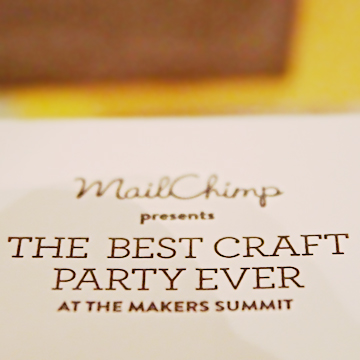 MailChimp
presents
THE BEST CRAFT
PARTY EVER
AT THE MAKERS SUMMIT